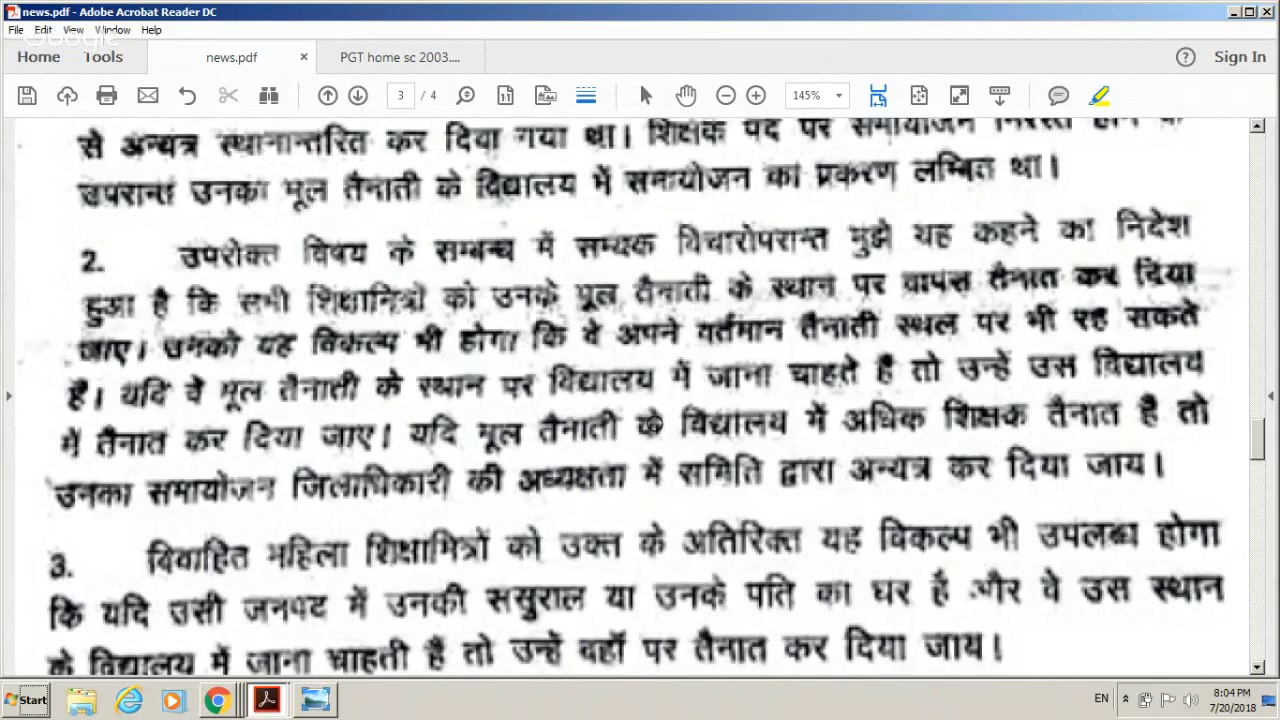 news.pdf - Adobe Acrobat Reader DC
File Edit View Window Help
Google
Home Tools news.pdf × PGT home sc 2003.... ? Sign In
3 / 4 145%
से अन्यत्र स्थानान्तरित कर दिया गया था। शिक्षक पद पर समायोजन निरस्त होने के
उपरान्त उनका मूल तैनाती के विद्यालय में समायोजन का प्रकरण लम्बित था।
2. उपरोक्त विषय के सम्बन्ध में सम्यक विचारोपरान्त मुझे यह कहने का निदेश
हुआ है कि सभी शिक्षामित्रों को उनके मूल तैनाती के स्थान पर वापस तैनात कर दिया
जाए। उनको यह विकल्प भी होगा कि वे अपने वर्तमान तैनाती स्थल पर भी रह सकते
है। यदि वे मूल तैनाती के स्थान पर विद्यालय में जाना चाहते है तो उन्हें उस विद्यालय
में तैनात कर दिया जाए। यदि मूल तैनाती के विद्यालय में अधिक शिक्षक तैनात है तो
उनका समायोजन जिलाधिकारी की अध्यक्षता में समिति द्वारा अन्यत्र कर दिया जाय।
3. विवाहित महिला शिक्षामित्रों को उक्त के अतिरिक्त यह विकल्प भी उपलब्ध होगा
कि यदि उसी जनपद में उनकी ससुराल या उनके पति का घर है और वे उस स्थान
के विद्यालय में जाना चाहती हैं तो उन्हें वहाँ पर तैनात कर दिया जाय।
Start EN 8:04 PM
7/20/2018